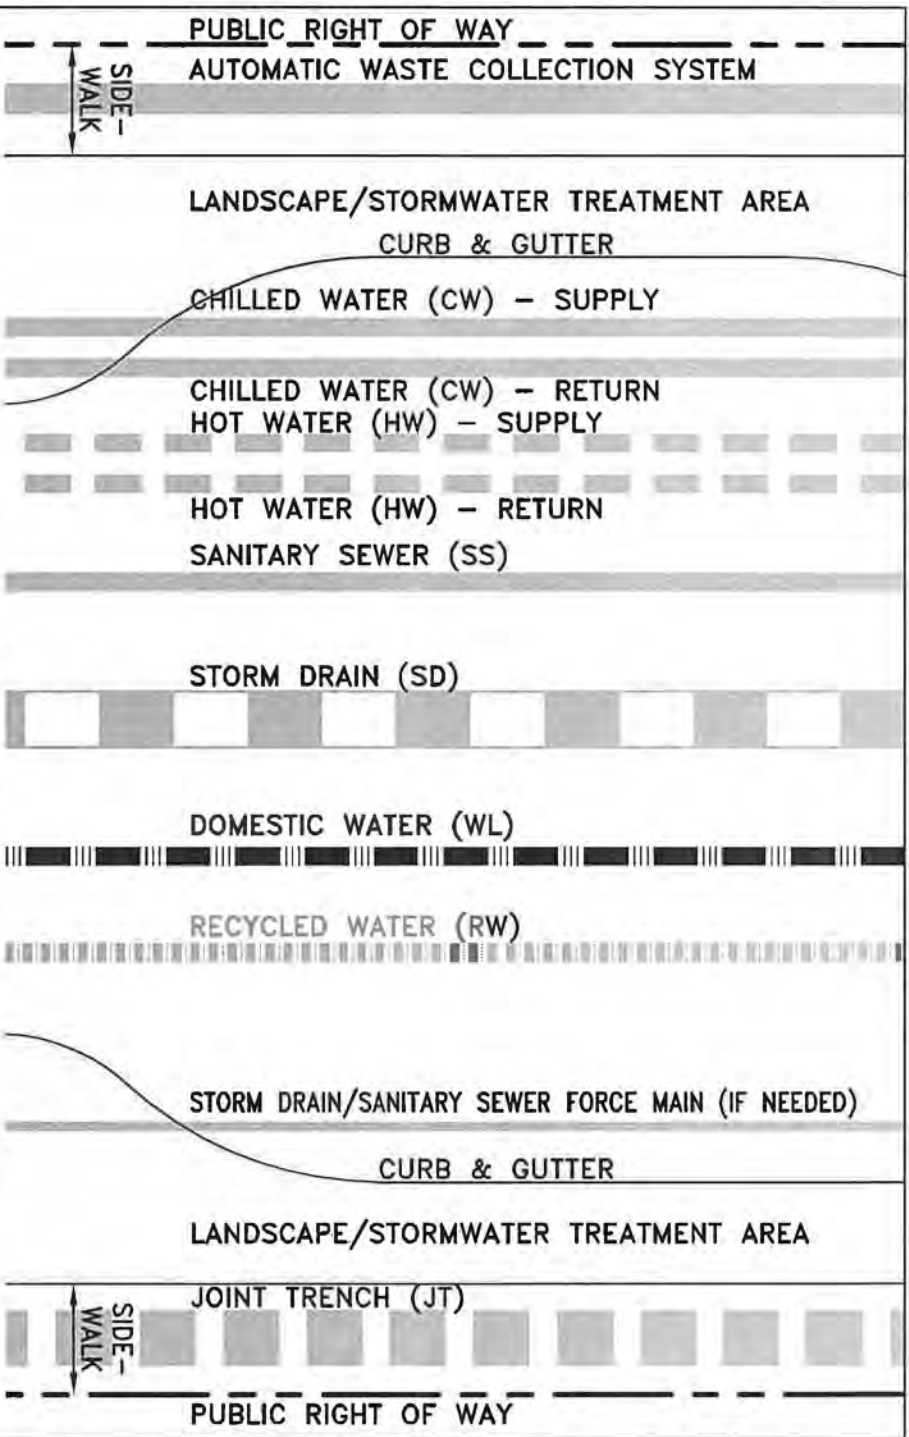 PUBLIC RIGHT OF WAY
SIDE-
WALK
AUTOMATIC WASTE COLLECTION SYSTEM
LANDSCAPE/STORMWATER TREATMENT AREA
CURB & GUTTER
CHILLED WATER (CW) – SUPPLY
CHILLED WATER (CW) – RETURN
HOT WATER (HW) – SUPPLY
HOT WATER (HW) – RETURN
SANITARY SEWER (SS)
STORM DRAIN (SD)
DOMESTIC WATER (WL)
RECYCLED WATER (RW)
STORM DRAIN/SANITARY SEWER FORCE MAIN (IF NEEDED)
CURB & GUTTER
LANDSCAPE/STORMWATER TREATMENT AREA
JOINT TRENCH (JT)
SIDE-
WALK
PUBLIC RIGHT OF WAY